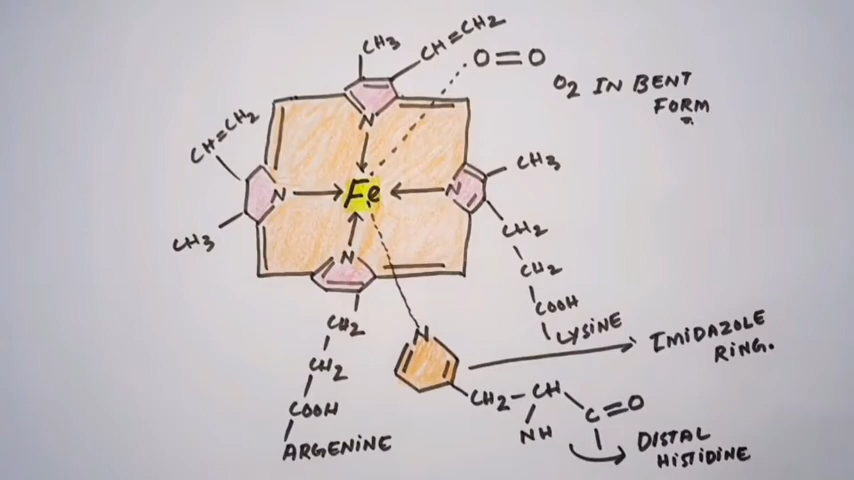 CH3
CH=CH2
O=O
O2 IN BENT
FORM
CH=CH2
N
CH3
N
Fe
N
CH3
CH2
N
CH2
CH2
COOH
LYSINE
N
IMIDAZOLE
RING.
CH2
COOH
CH2-CH
C=O
NH
ARGENINE
DISTAL
HISTIDINE